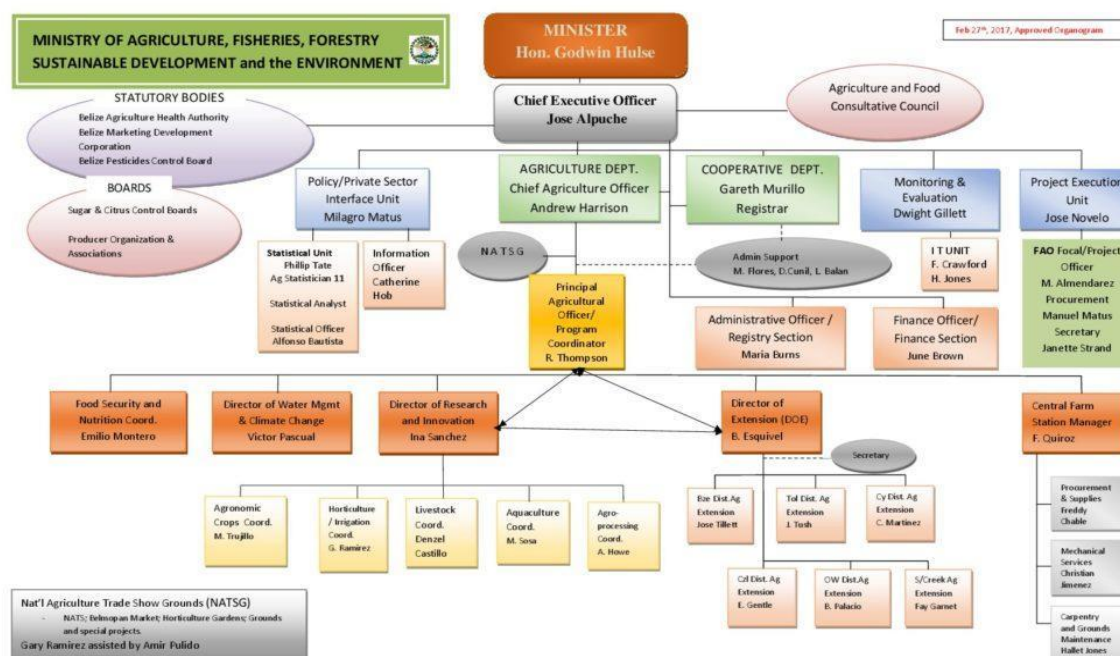 MINISTRY OF AGRICULTURE, FISHERIES, FORESTRY
SUSTAINABLE DEVELOPMENT and the ENVIRONMENT
MINISTER
Hon. Godwin Hulse
Feb 27th, 2017, Approved Organogram
Chief Executive Officer
Jose Alpuche
Agriculture and Food
Consultative Council
STATUTORY BODIES
Belize Agriculture Health Authority
Belize Marketing Development
Corporation
Belize Pesticides Control Board
BOARDS
Sugar & Citrus Control Boards
Producer Organization &
Associations
Policy/Private Sector
Interface Unit
Milagro Matus
AGRICULTURE DEPT.
Chief Agriculture Officer
Andrew Harrison
COOPERATIVE DEPT.
Gareth Murillo
Registrar
Monitoring &
Evaluation
Dwight Gillett
Project Execution
Unit
Jose Novelo
Statistical Unit
Phillip Tate
Ag Statistician 11
Statistical Analyst
Statistical Officer
Alfonso Bautista
Information
Officer
Catherine
Hob
N A T S G
Admin Support
M. Flores, D.Cunil, L. Balan
I T UNIT
F. Crawford
H. Jones
FAO Focal/Project
Officer
M. Almendarez
Procurement
Manuel Matus
Secretary
Janette Strand
Principal
Agricultural
Officer/
Program
Coordinator
R. Thompson
Administrative Officer /
Registry Section
Maria Burns
Finance Officer/
Finance Section
June Brown
Food Security and
Nutrition Coord.
Emilio Montero
Director of Water Mgmt
& Climate Change
Victor Pascual
Director of Research
and Innovation
Ina Sanchez
Director of
Extension (DOE)
B. Esquivel
Central Farm
Station Manager
F. Quiroz
Secretary
Agronomic
Crops Coord.
M. Trujillo
Horticulture
/ Irrigation
Coord.
G. Ramirez
Livestock
Coord.
Denzel
Castillo
Aquaculture
Coord.
M. Sosa
Agro-
processing
Coord.
A. Howe
Bze Dist.Ag
Extension
Jose Tillett
Tol Dist. Ag
Extension
J. Tush
Cy Dist. Ag
Extension
C. Martinez
Czl Dist. Ag
Extension
E. Gentle
OW Dist.Ag
Extension
B. Palacio
S/Creek Ag
Extension
Fay Garnet
Procurement
& Supplies
Freddy
Chable
Mechanical
Services
Christian
Jimenez
Carpentry
and Grounds
Maintenance
Hallet Jones
Nat'l Agriculture Trade Show Grounds (NATSG)
- NATS; Belmopan Market; Horticulture Gardens; Grounds
and special projects.
Gary Ramirez assisted by Amir Pulido